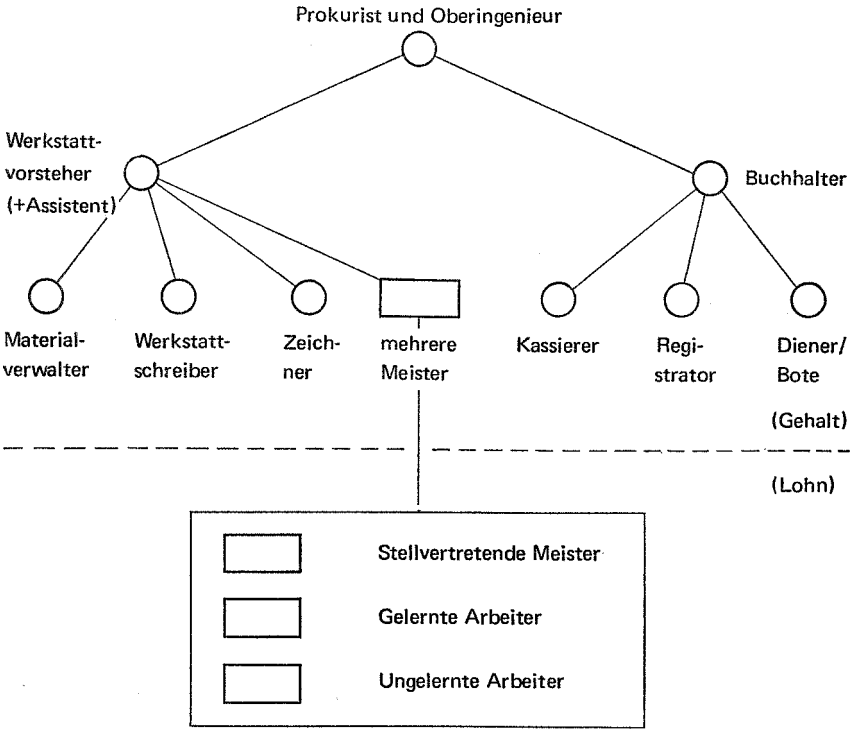 Prokurist und Oberingenieur
Werkstatt-
vorsteher
(+Assistent)
Buchhalter
Material-
verwalter
Werkstatt-
schreiber
Zeich-
ner
mehrere
Meister
Kassierer
Regi-
strator
Diener/
Bote
(Gehalt)
(Lohn)
Stellvertretende Meister
Gelernte Arbeiter
Ungelernte Arbeiter